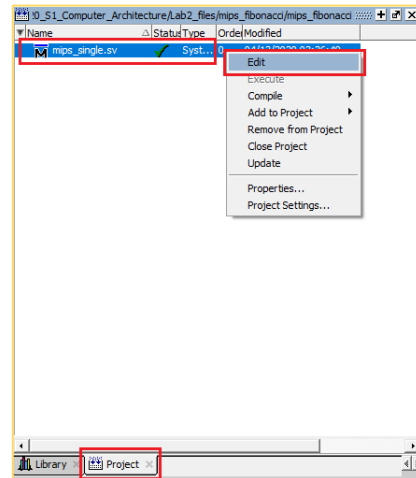 :0_S1_Computer_Architecture/Lab2_files/mips_fibonacci/mips_fibonacci
Name Status Type Order Modified
mips_single.sv Syst... 0
Edit
Execute
Compile
Add to Project
Remove from Project
Close Project
Update
Properties...
Project Settings...
Library Project